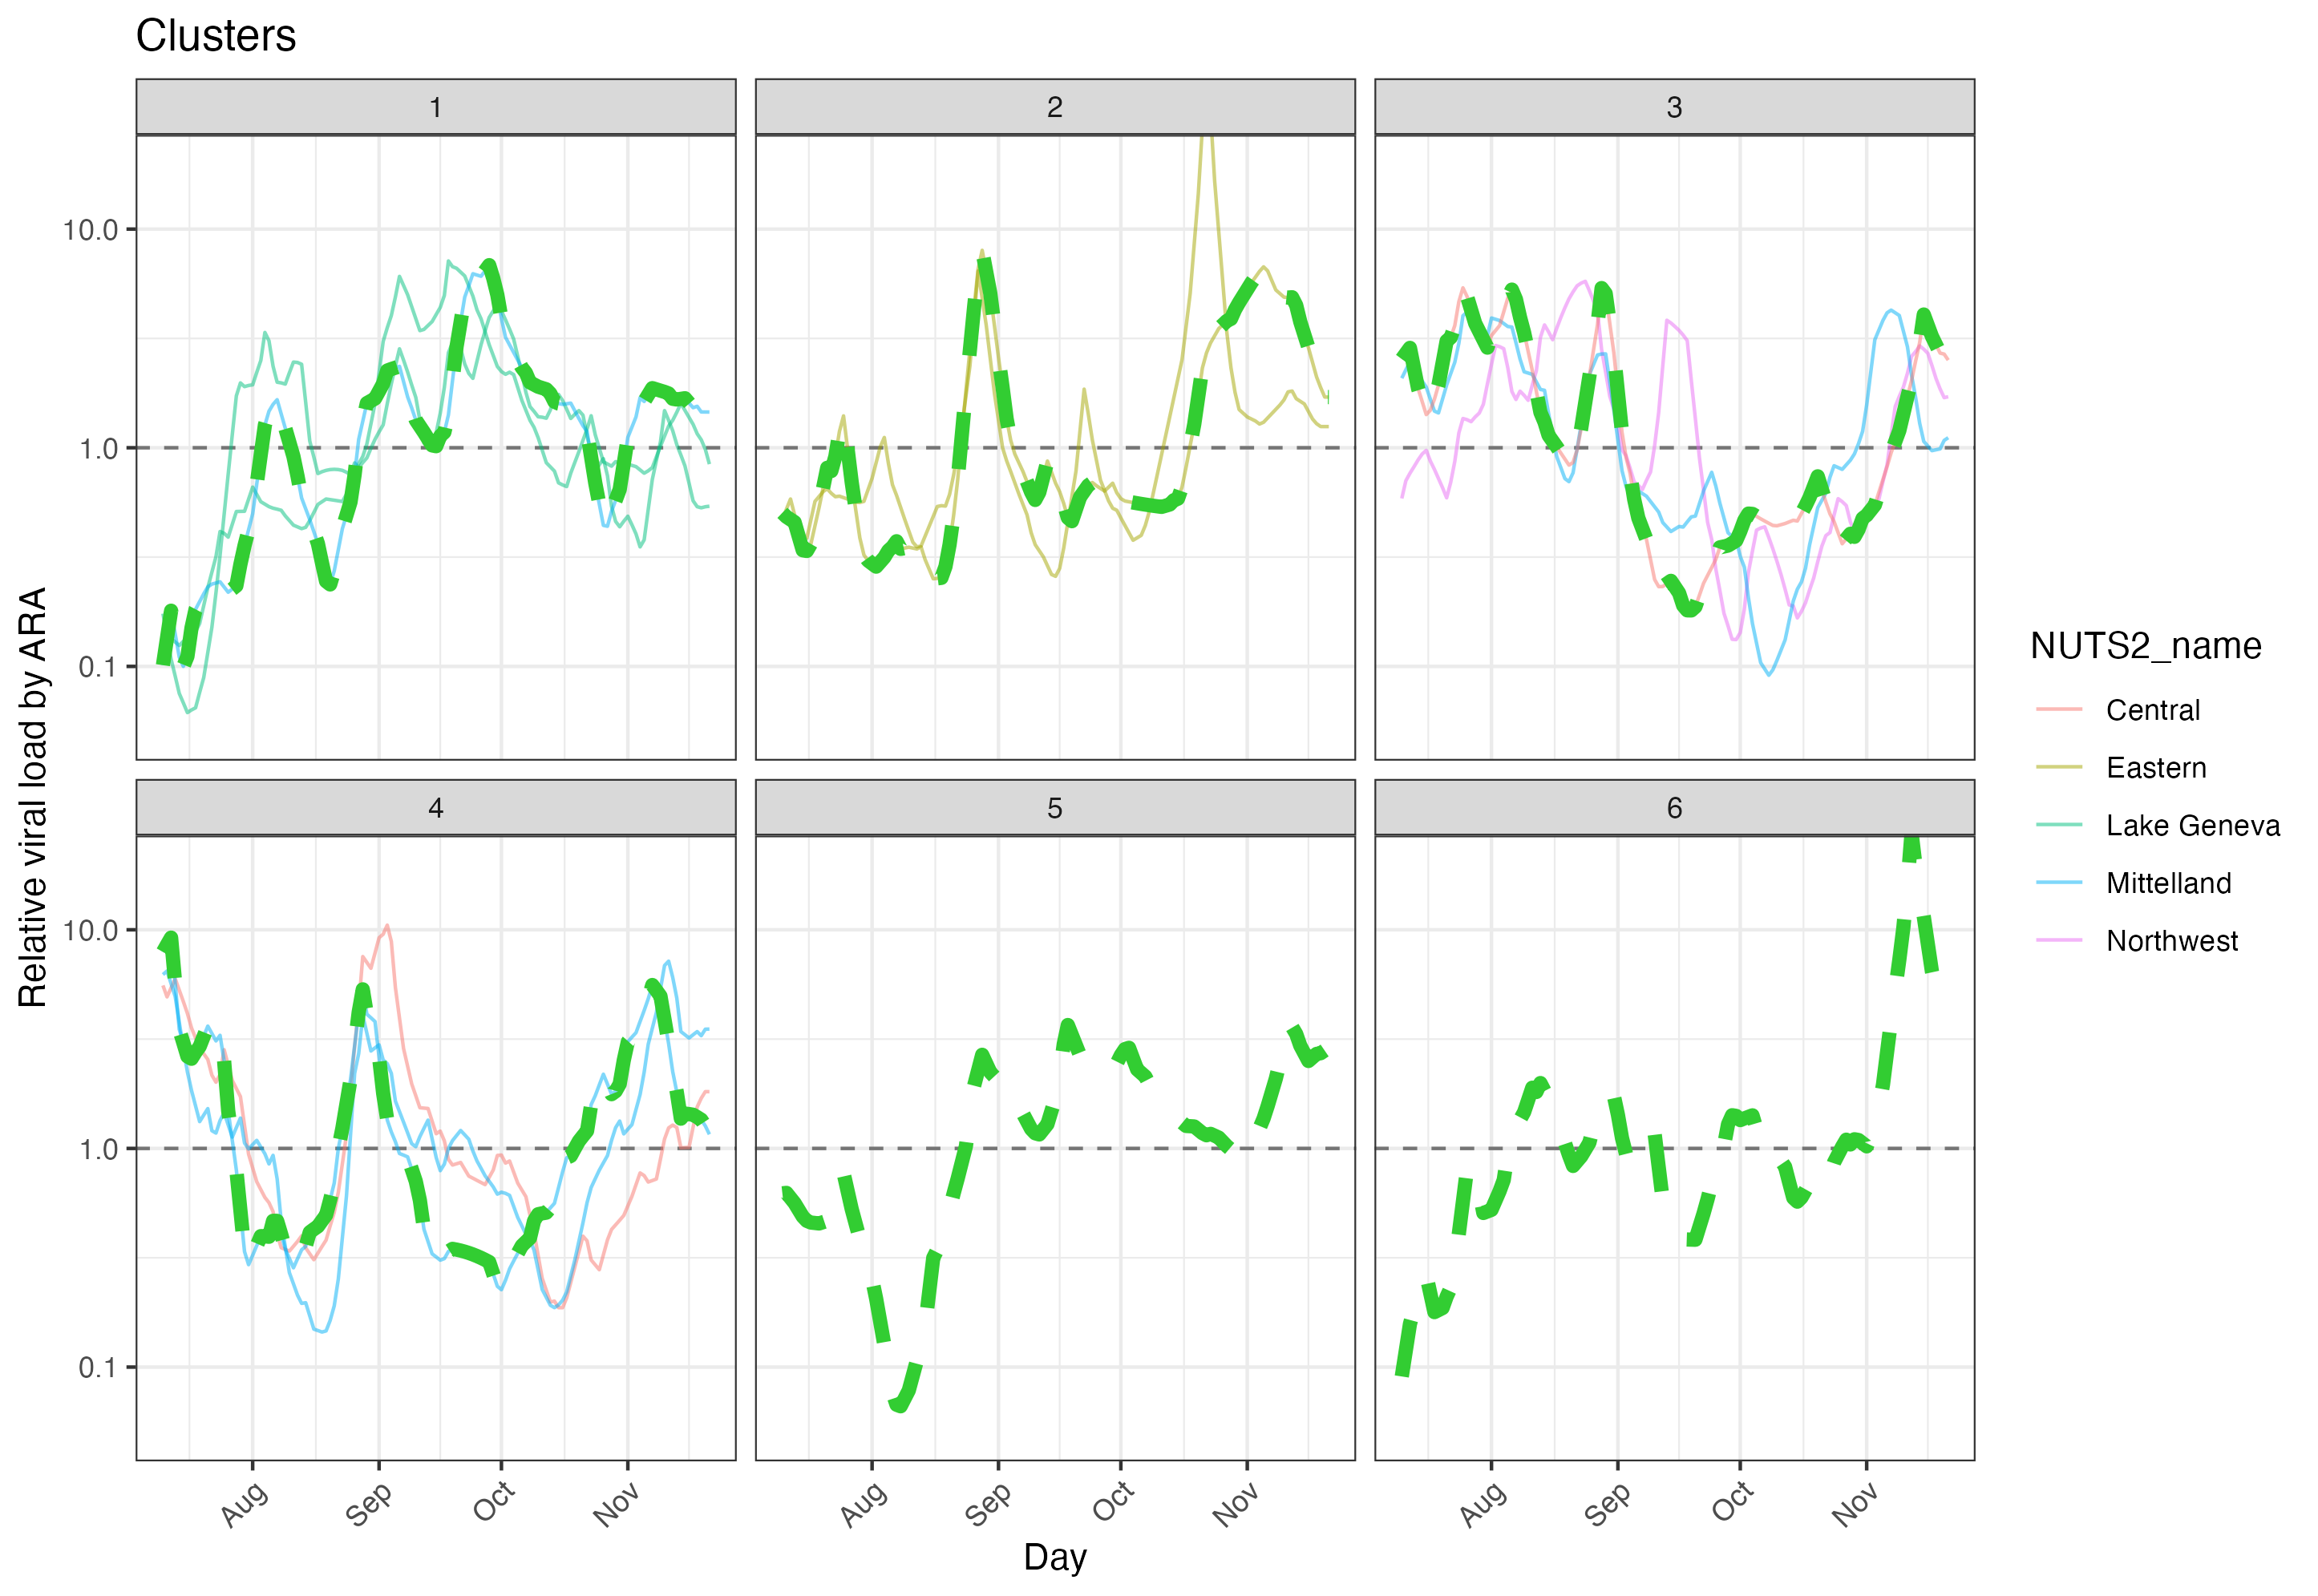 Clusters
1
2
3
10.0
1.0
0.1
4
5
6
10.0
1.0
0.1
Aug
Sep
Oct
Nov
Aug
Sep
Oct
Nov
Aug
Sep
Oct
Nov
Day
Relative viral load by ARA
NUTS2_name
Central
Eastern
Lake Geneva
Mittelland
Northwest